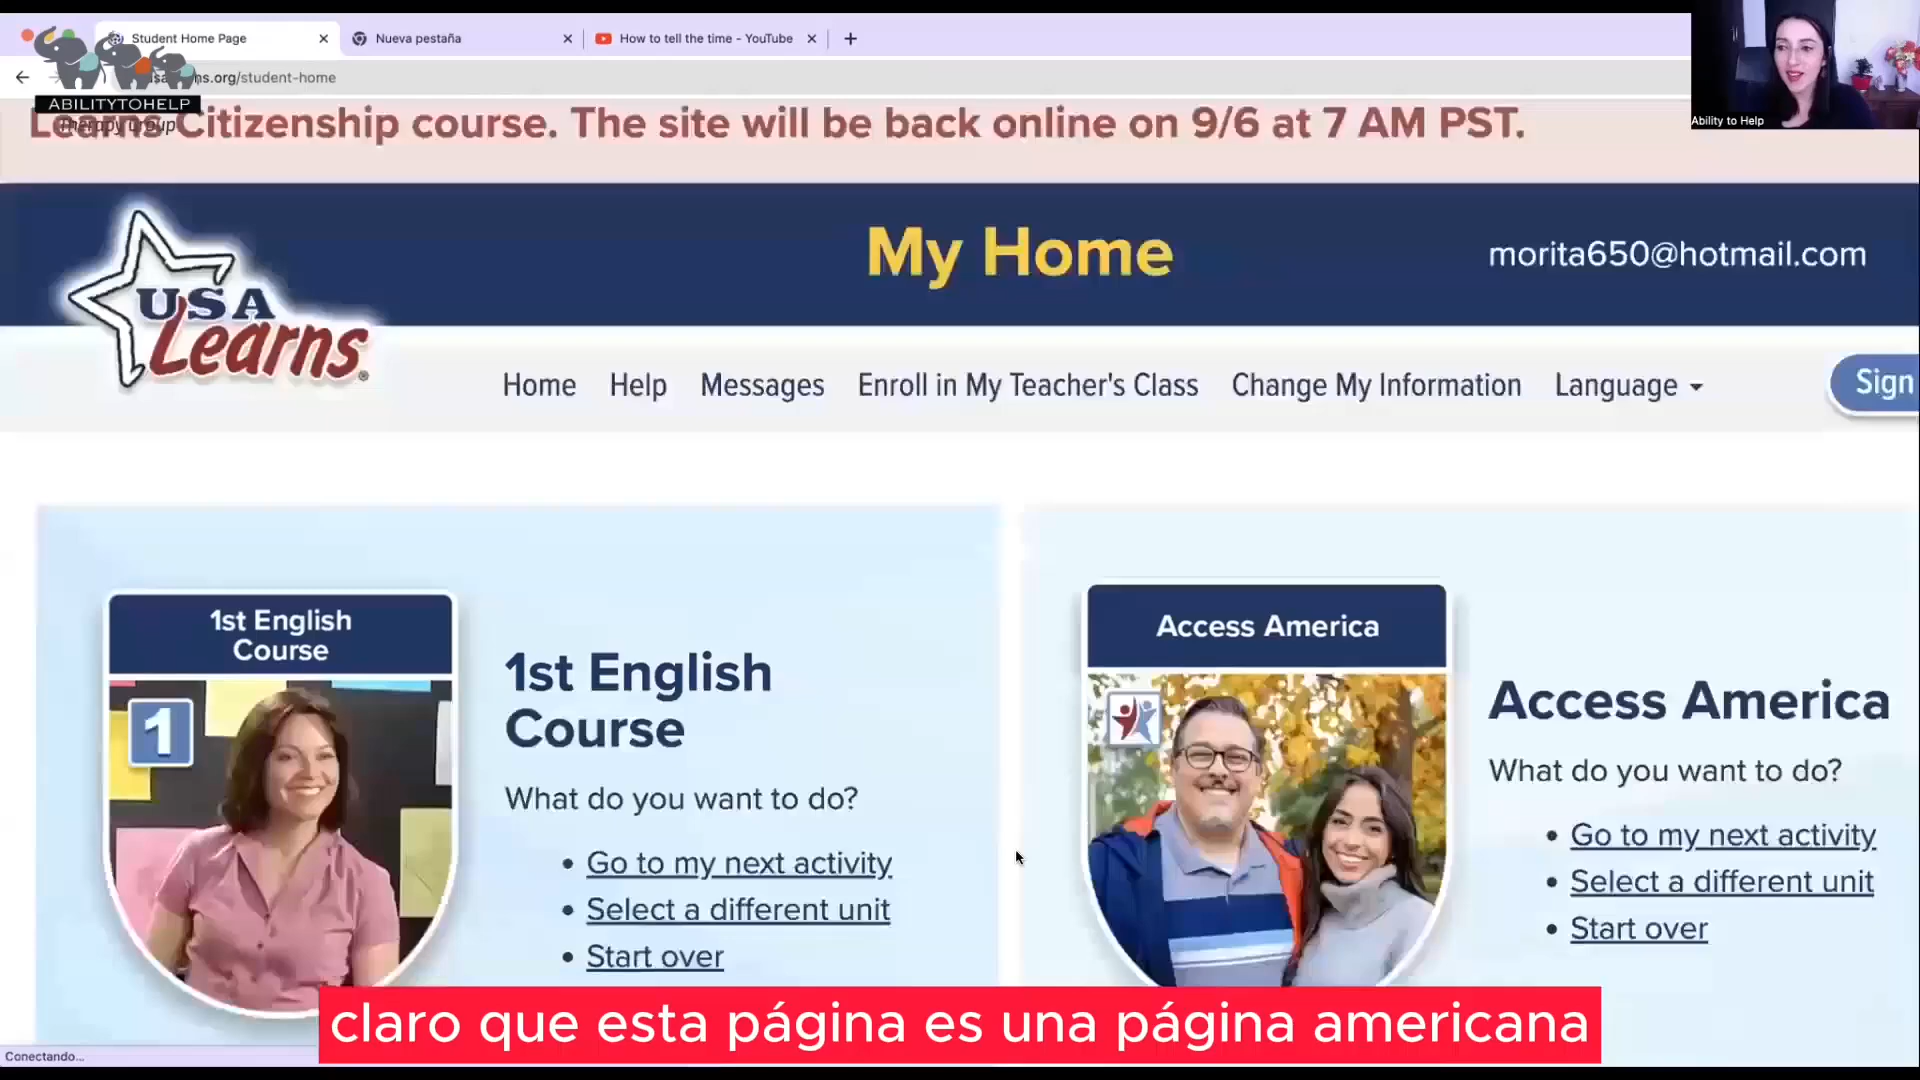 Student Home Page
Nueva pestaña
How to tell the time - YouTube
ns.org/student-home
ABILITYTOHELP
Therapy Group
Learns Citizenship course. The site will be back online on 9/6 at 7 AM PST.
Ability to Help
USA Learns
My Home
morita650@hotmail.com
Home Help Messages Enroll in My Teacher's Class Change My Information Language
Sign
1st English
Course
1
1st English
Course
What do you want to do?
• Go to my next activity
• Select a different unit
• Start over
Access America
Access America
What do you want to do?
• Go to my next activity
• Select a different unit
• Start over
claro que esta página es una página americana
Conectando...